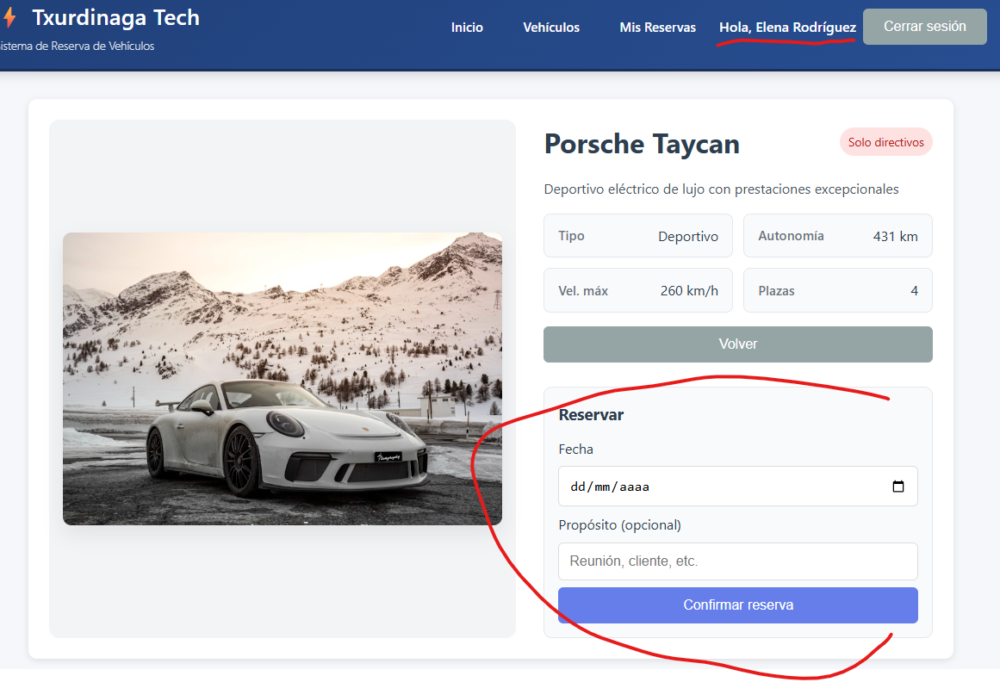 Txurdinaga Tech
istema de Reserva de Vehículos
Inicio
Vehículos
Mis Reservas
Hola, Elena Rodríguez
Cerrar sesión
Porsche Taycan
Solo directivos
Deportivo eléctrico de lujo con prestaciones excepcionales
Tipo Deportivo
Autonomía 431 km
Vel. máx 260 km/h
Plazas 4
Volver
Reservar
Fecha
dd/mm/aaaa
Propósito (opcional)
Reunión, cliente, etc.
Confirmar reserva